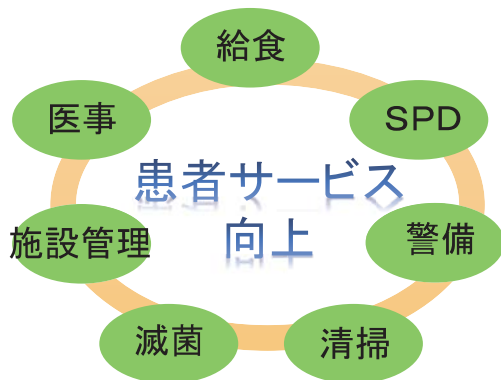 給食
医事
SPD
患者サービス
向上
施設管理
警備
滅菌
清掃